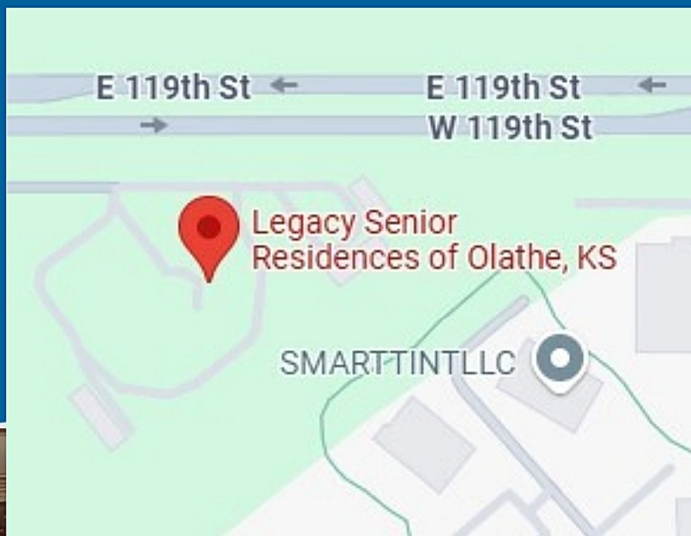 E 119th St
E 119th St
W 119th St
Legacy Senior
Residences of Olathe, KS
SMARTTINTLLC